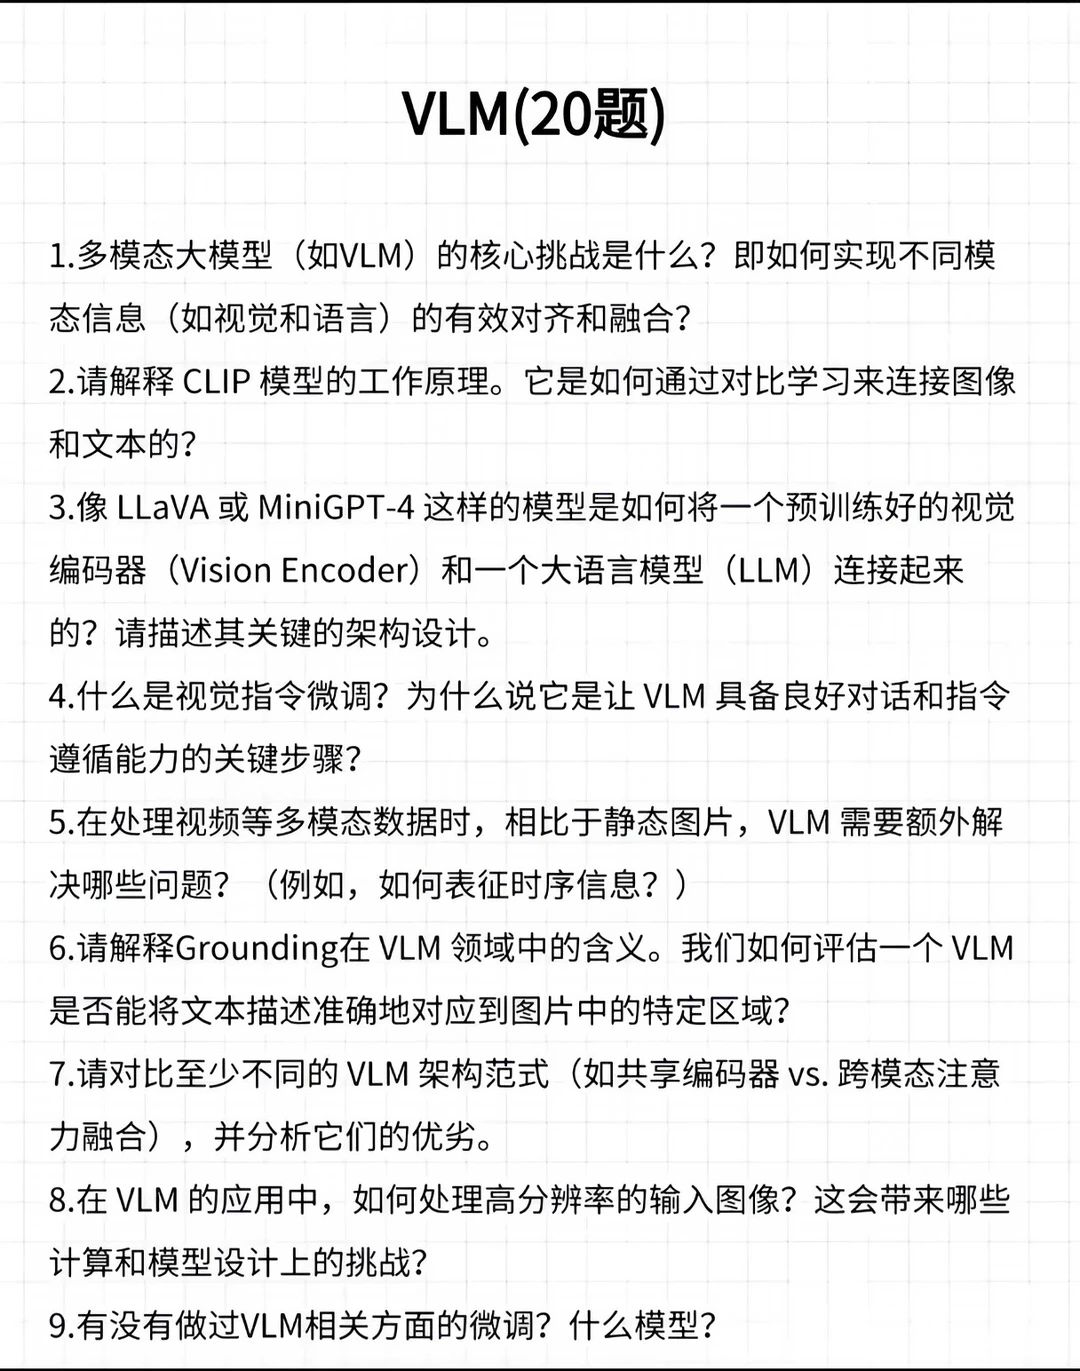 VLM(20题)
1.多模态大模型（如VLM）的核心挑战是什么？即如何实现不同模
态信息（如视觉和语言）的有效对齐和融合？
2.请解释 CLIP 模型的工作原理。它是如何通过对比学习来连接图像
和文本的？
3.像 LLaVA 或 MiniGPT-4 这样的模型是如何将一个预训练好的视觉
编码器（Vision Encoder）和一个大语言模型（LLM）连接起来
的？请描述其关键的架构设计。
4.什么是视觉指令微调？为什么说它是让 VLM 具备良好对话和指令
遵循能力的关键步骤？
5.在处理视频等多模态数据时，相比于静态图片，VLM 需要额外解
决哪些问题？（例如，如何表征时序信息？）
6.请解释Grounding在 VLM 领域中的含义。我们如何评估一个 VLM
是否能将文本描述准确地对应到图片中的特定区域？
7.请对比至少不同的 VLM 架构范式（如共享编码器 vs. 跨模态注意
力融合），并分析它们的优劣。
8.在 VLM 的应用中，如何处理高分辨率的输入图像？这会带来哪些
计算和模型设计上的挑战？
9.有没有做过VLM相关方面的微调？什么模型？